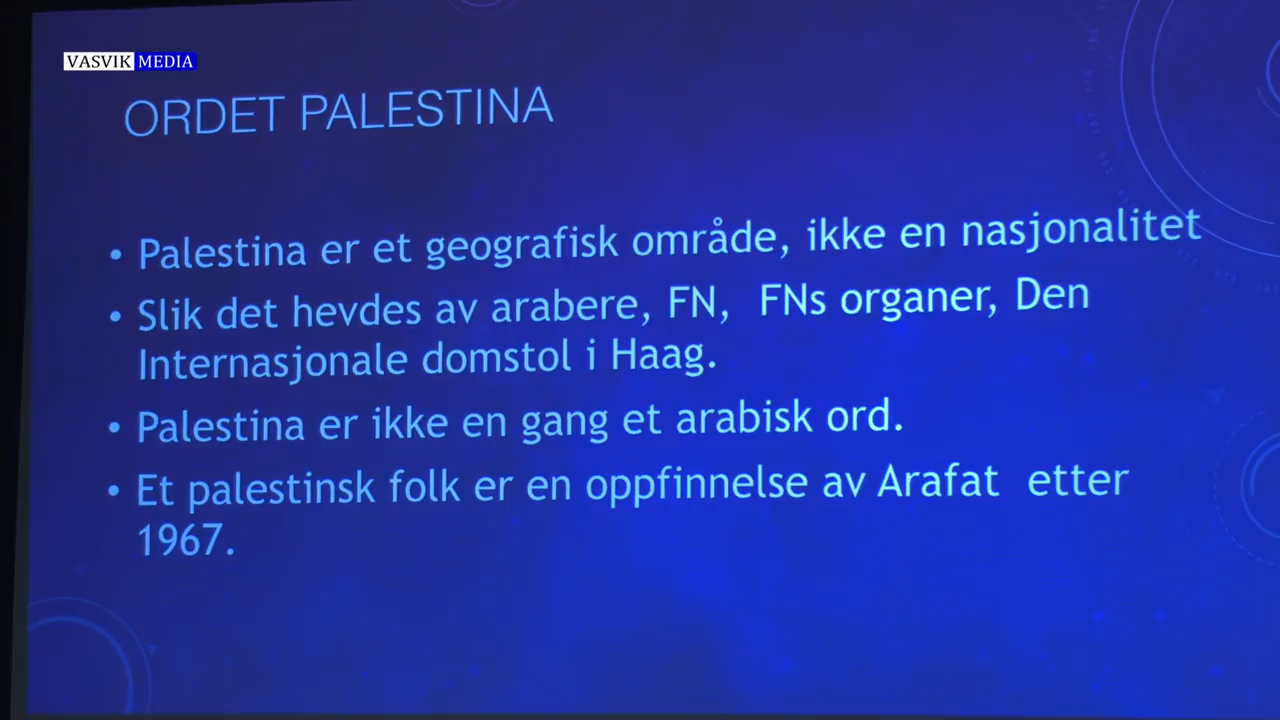 VASVIK MEDIA
ORDET PALESTINA
• Palestina er et geografisk område, ikke en nasjonalitet
• Slik det hevdes av arabere, FN, FNs organer, Den
Internasjonale domstol i Haag.
• Palestina er ikke en gang et arabisk ord.
• Et palestinsk folk er en oppfinnelse av Arafat etter
1967.